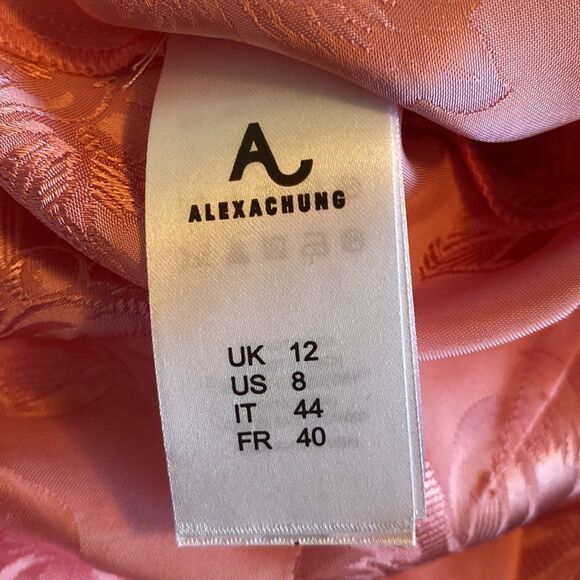 ALEXACHUNG
UK 12
US 8
IT 44
FR 40